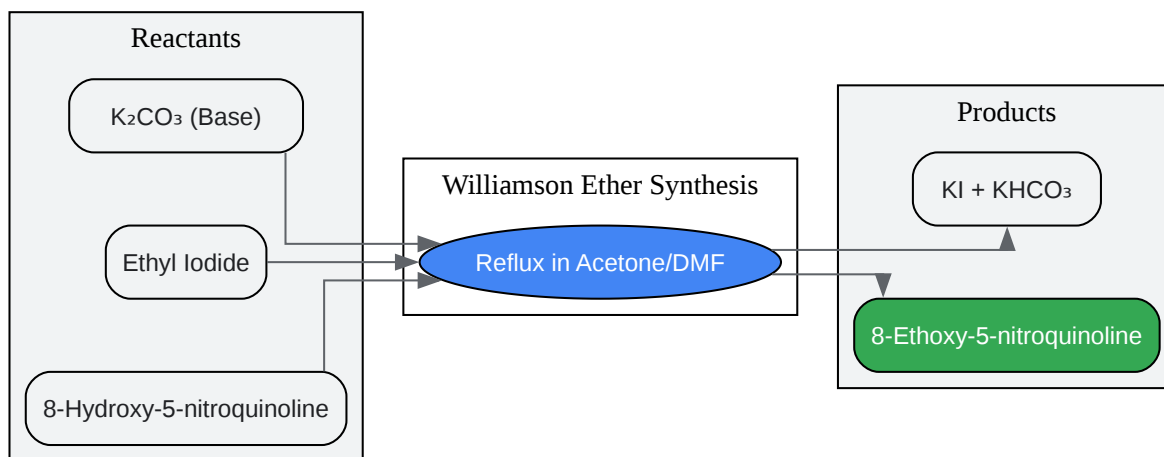 Reactants
K₂CO₃ (Base)
Ethyl Iodide
8-Hydroxy-5-nitroquinoline
Williamson Ether Synthesis
Reflux in Acetone/DMF
Products
KI + KHCO₃
8-Ethoxy-5-nitroquinoline